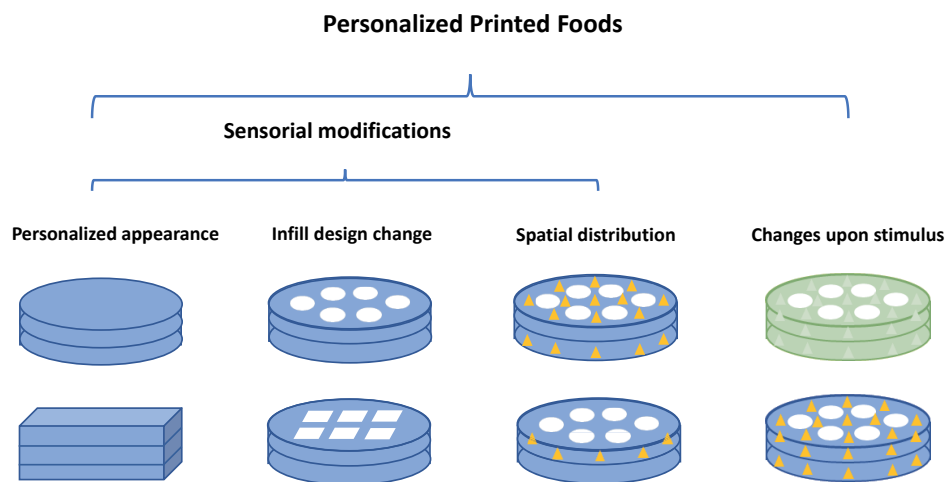 Personalized Printed Foods
Sensorial modifications
Personalized appearance
Infill design change
Spatial distribution
Changes upon stimulus